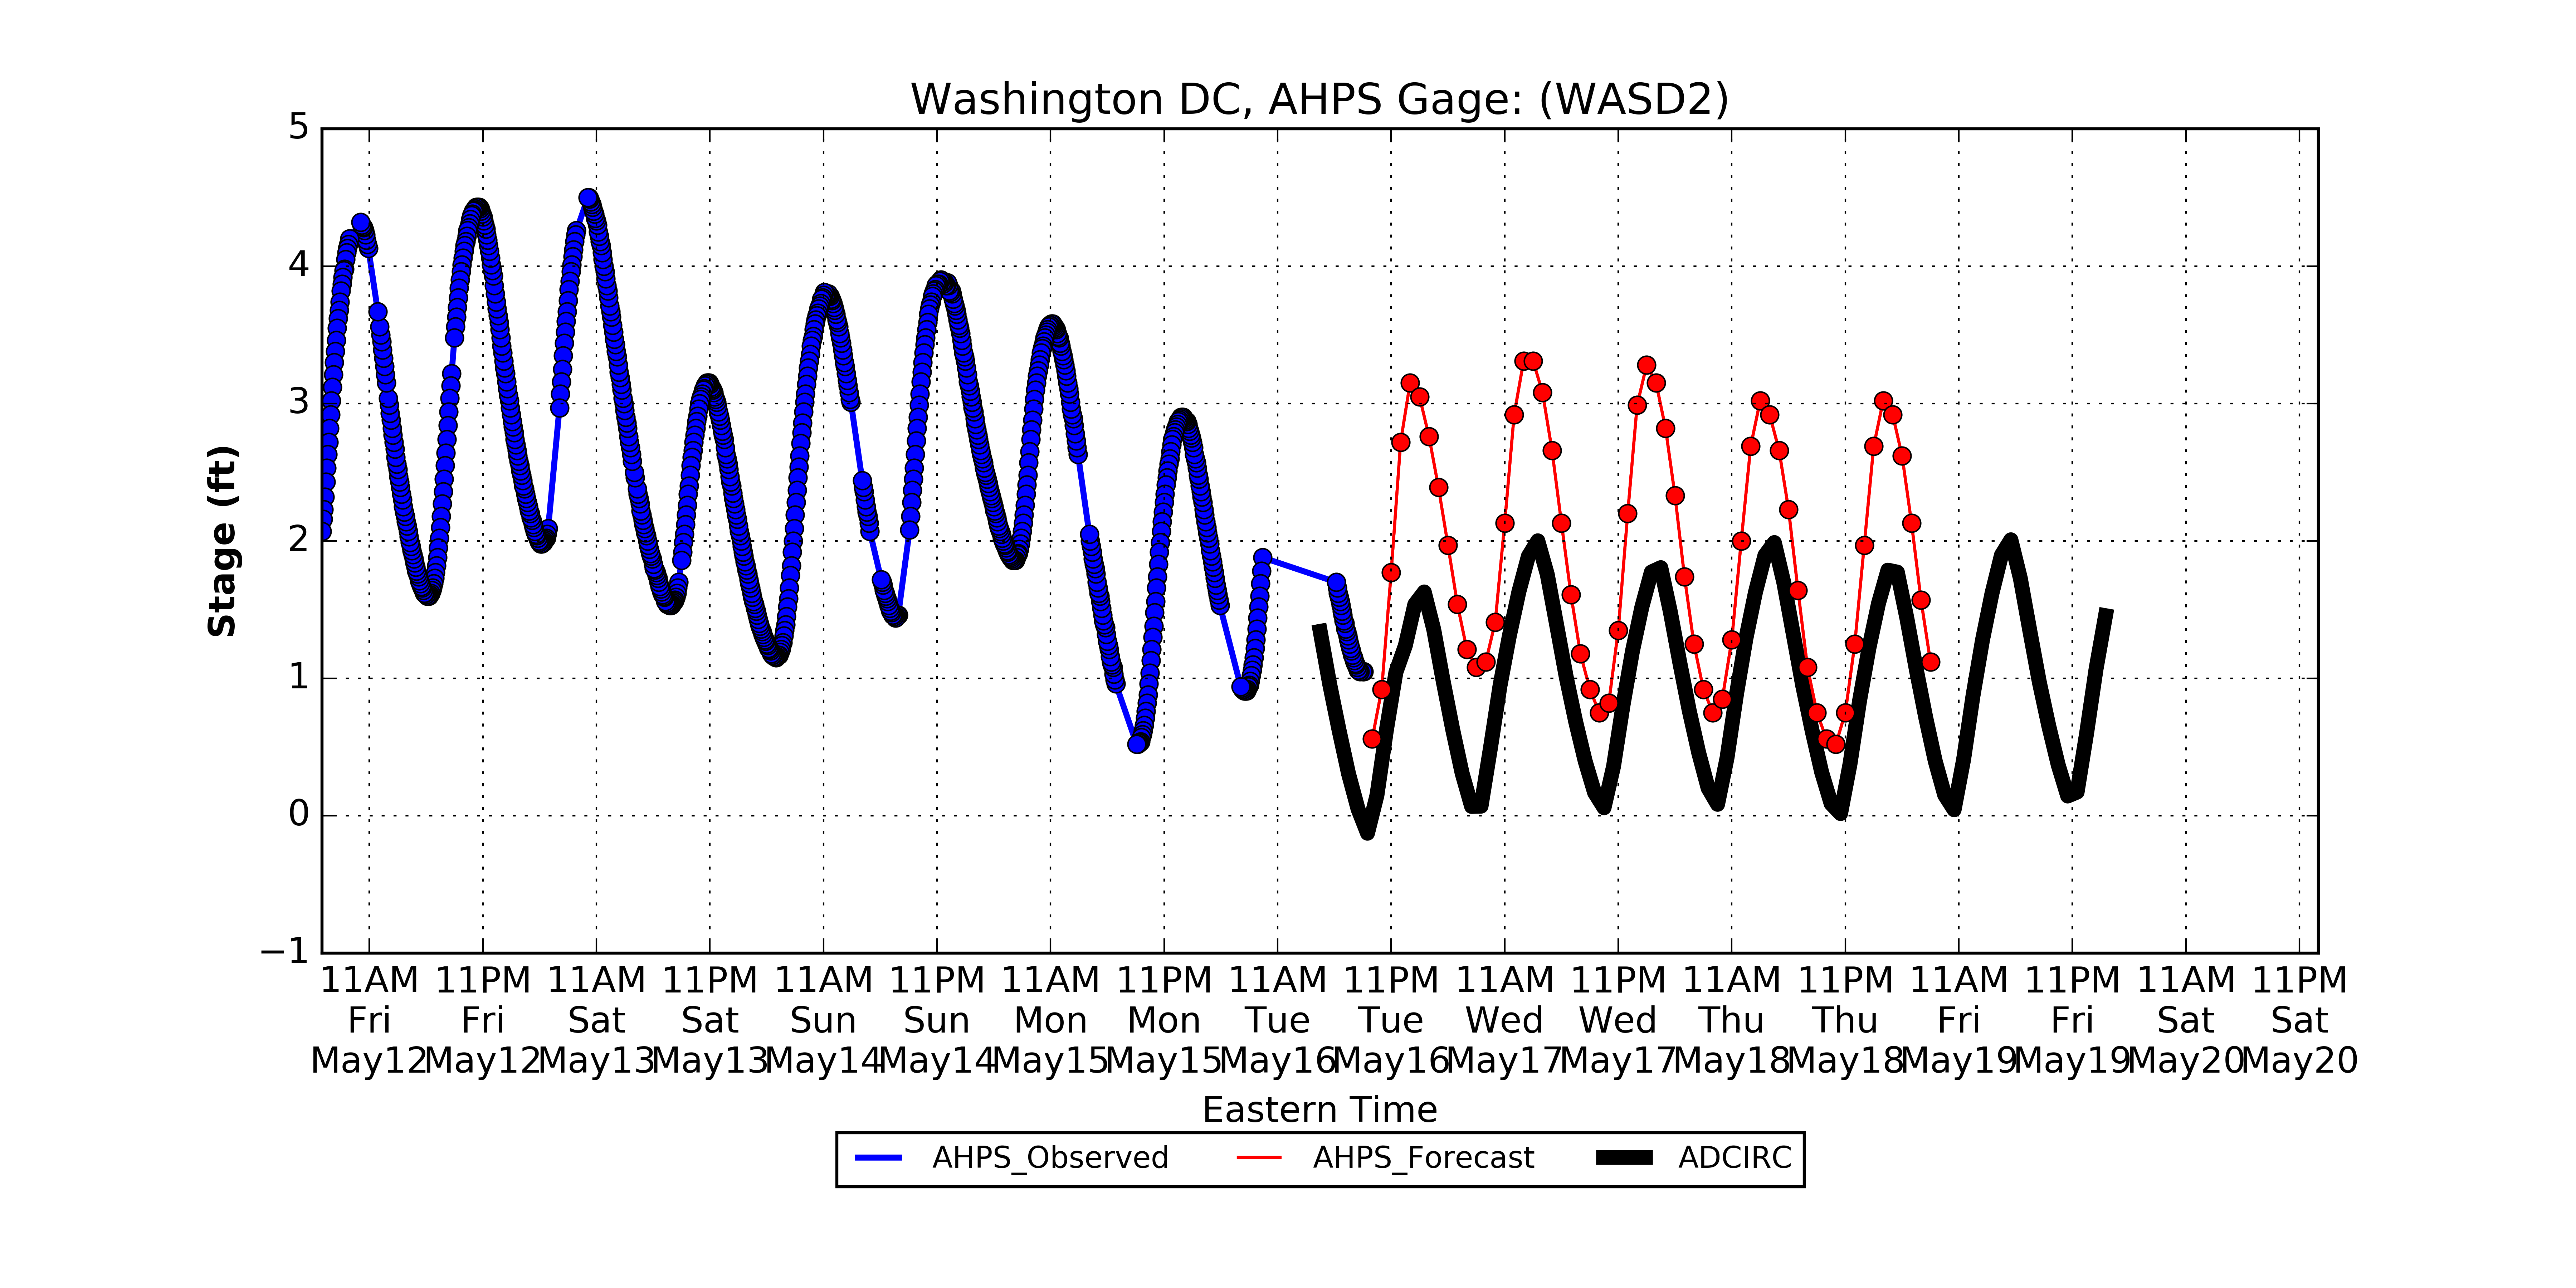 Washington DC, AHPS Gage: (WASD2)
Stage (ft)
5
4
3
2
1
0
−1
11AM 11PM 11AM 11PM 11AM 11PM 11AM 11PM 11AM 11PM 11AM 11PM 11AM 11PM 11AM 11PM 11AM 11PM
Fri Fri Sat Sat Sun Sun Mon Mon Tue Tue Wed Wed Thu Thu Fri Fri Sat Sat
May12 May12 May13 May13 May14 May14 May15 May15 May16 May16 May17 May17 May18 May18 May19 May19 May20 May20
Eastern Time
AHPS_Observed AHPS_Forecast ADCIRC